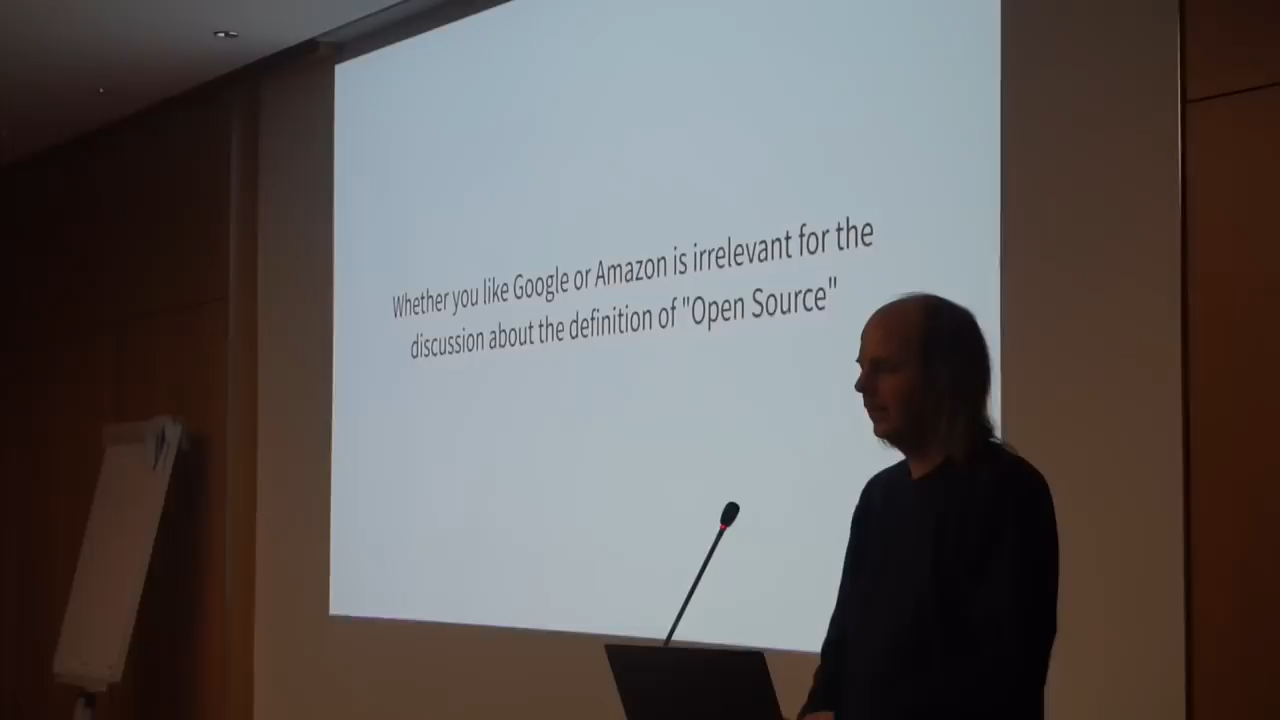 Whether you like Google or Amazon is irrelevant for the
discussion about the definition of "Open Source"